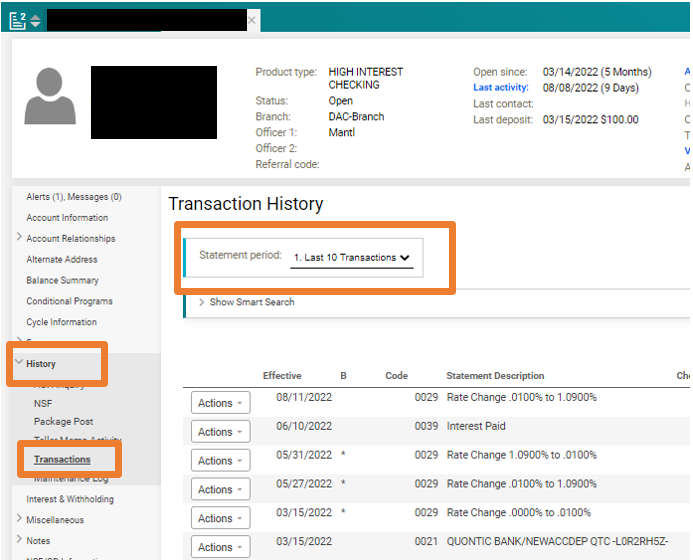 2
Product type: HIGH INTEREST
CHECKING
Status: Open
Branch: DAC-Branch
Officer 1: Mantl
Officer 2:
Referral code:
Open since: 03/14/2022 (5 Months)
Last activity: 08/08/2022 (9 Days)
Last contact:
Last deposit: 03/15/2022 $100.00
Alerts (1), Messages (0)
Account Information
Account Relationships
Alternate Address
Balance Summary
Conditional Programs
Cycle Information
History
NSF
Package Post
Teller Memo Activity
Transactions
Maintenance Log
Interest & Withholding
Miscellaneous
Notes
Transaction History
Statement period: 1. Last 10 Transactions
Show Smart Search
Effective B Code Statement Description Che
Actions 08/11/2022 0029 Rate Change .0100% to 1.0900%
Actions 06/10/2022 0039 Interest Paid
Actions 05/31/2022 * 0029 Rate Change 1.0900% to .0100%
Actions 05/27/2022 * 0029 Rate Change .0100% to 1.0900%
Actions 03/15/2022 * 0029 Rate Change .0000% to .0100%
Actions 03/15/2022 0021 QUONTIC BANK/NEWACCDEP QTC -L0R2RH5Z-